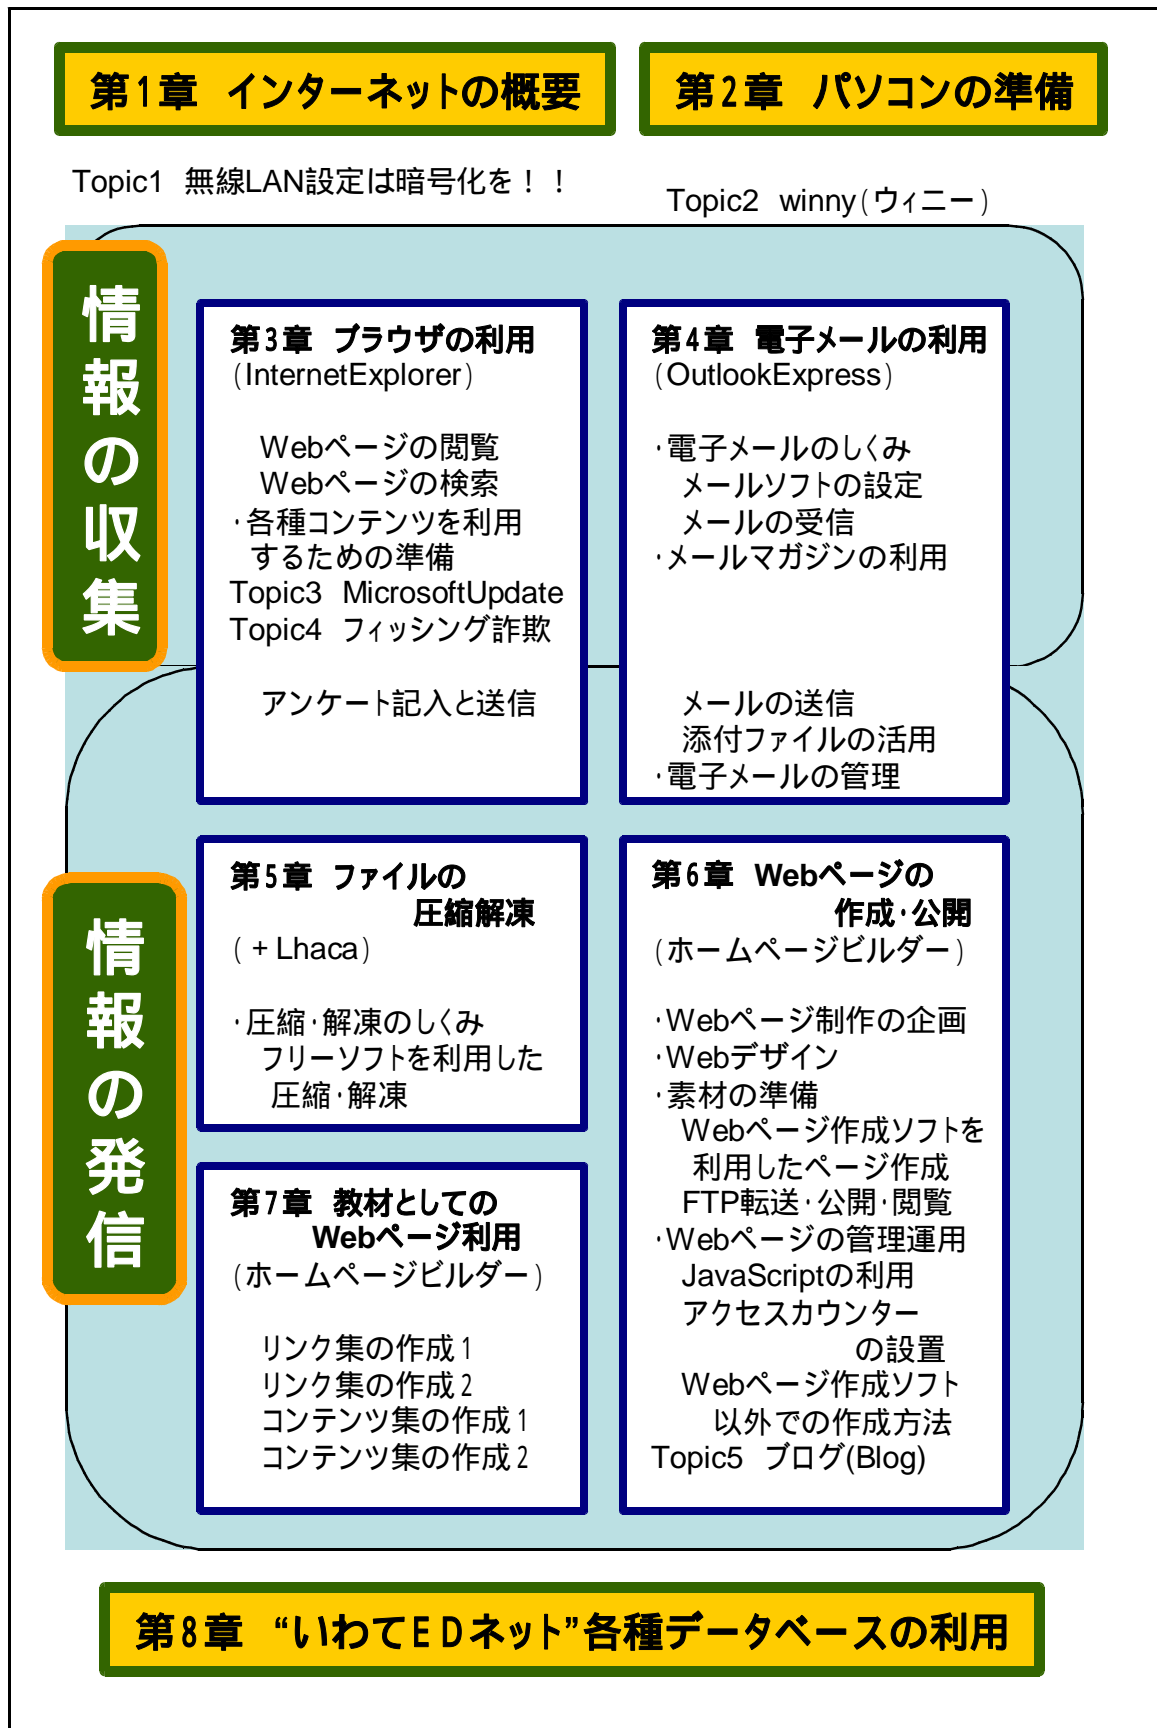 第1章 インターネットの概要
第2章 パソコンの準備
Topic1 無線LAN設定は暗号化を！！
Topic2 winny(ウィニー)
情報の収集
第3章 ブラウザの利用
(InternetExplorer)
Webページの閲覧
Webページの検索
・各種コンテンツを利用
するための準備
Topic3 MicrosoftUpdate
Topic4 フィッシング詐欺
アンケート記入と送信
第4章 電子メールの利用
(OutlookExpress)
・電子メールのしくみ
メールソフトの設定
メールの受信
・メールマガジンの利用
メールの送信
添付ファイルの活用
・電子メールの管理
情報の発信
第5章 ファイルの
圧縮解凍
(+Lhaca)
・圧縮・解凍のしくみ
フリーソフトを利用した
圧縮・解凍
第6章 Webページの
作成・公開
(ホームページビルダー)
・Webページ制作の企画
・Webデザイン
・素材の準備
Webページ作成ソフトを
利用したページ作成
FTP転送・公開・閲覧
・Webページの管理運用
JavaScriptの利用
アクセスカウンター
の設置
Webページ作成ソフト
以外での作成方法
Topic5 ブログ(Blog)
第7章 教材としての
Webページ利用
(ホームページビルダー)
リンク集の作成1
リンク集の作成2
コンテンツ集の作成1
コンテンツ集の作成2
第8章 “いわてＥＤネット”各種データベースの利用